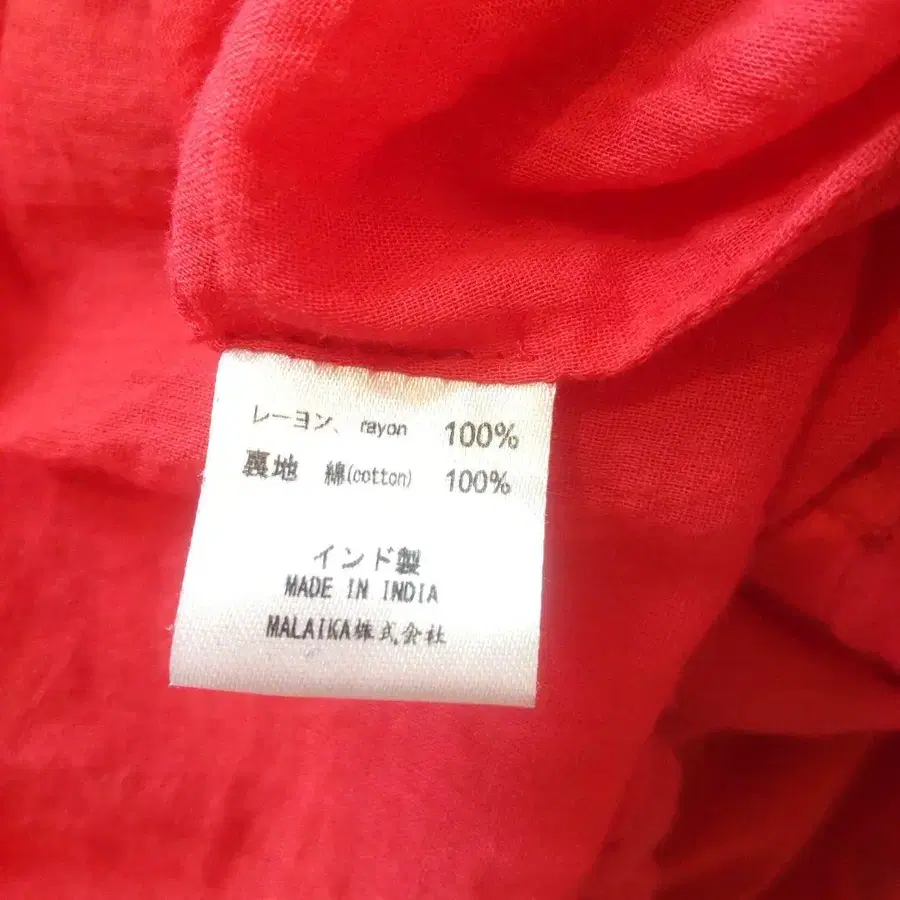 レーヨン、 rayon 100%
裏地 綿(cotton) 100%
インド製
MADE IN INDIA
MALAIKA株式会社